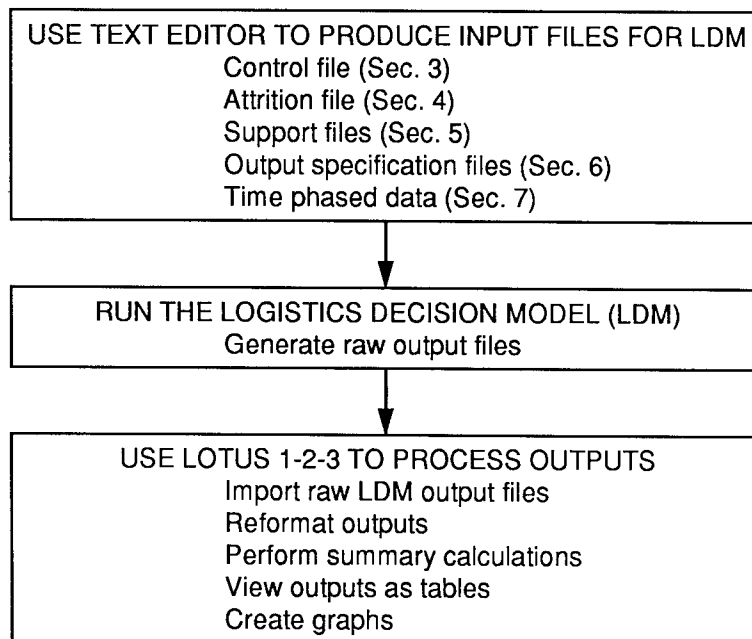 USE TEXT EDITOR TO PRODUCE INPUT FILES FOR LDM
Control file (Sec. 3)
Attrition file (Sec. 4)
Support files (Sec. 5)
Output specification files (Sec. 6)
Time phased data (Sec. 7)
RUN THE LOGISTICS DECISION MODEL (LDM)
Generate raw output files
USE LOTUS 1-2-3 TO PROCESS OUTPUTS
Import raw LDM output files
Reformat outputs
Perform summary calculations
View outputs as tables
Create graphs